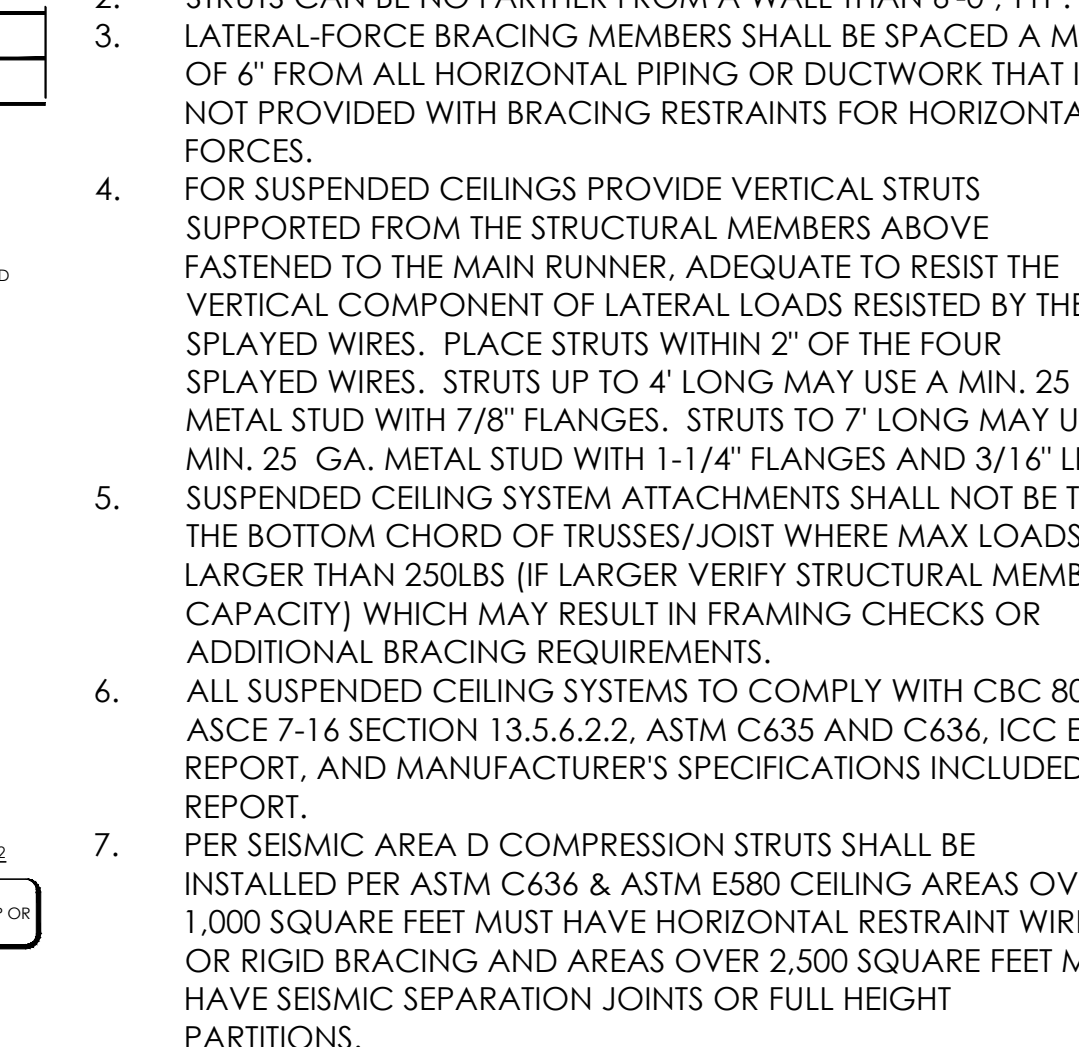 2. STRUTS CAN BE NO FARTHER FROM A WALL THAN 6'-0", TYP.
3. LATERAL-FORCE BRACING MEMBERS SHALL BE SPACED A
OF 6" FROM ALL HORIZONTAL PIPING OR DUCTWORK THAT
NOT PROVIDED WITH BRACING RESTRAINTS FOR
FORCES.
4. FOR SUSPENDED CEILINGS PROVIDE VERTICAL STRUTS
SUPPORTED FROM THE STRUCTURAL MEMBERS ABOVE
D
FASTENED TO THE MAIN RUNNER, ADEQUATE TO RESIST THE
VERTICAL COMPONENT OF LATERAL LOADS RESISTED BY THE
SPLAYED WIRES. PLACE STRUTS WITHIN 2" OF THE FOUR
SPLAYED WIRES. STRUTS UP TO 4' LONG MAY USE A MIN. 25
METAL STUD WITH 7/8" FLANGES. STRUTS TO 7' LONG MAY
MIN. 25 GA. METAL STUD WITH 1-1/4" FLANGES AND 3/16"
5. SUSPENDED CEILING SYSTEM ATTACHMENTS SHALL NOT BE
THE BOTTOM CHORD OF TRUSSES/JOIST WHERE MAX LOADS
LARGER THAN 250LBS (IF LARGER VERIFY STRUCTURAL
CAPACITY) WHICH MAY RESULT IN FRAMING CHECKS OR
ADDITIONAL BRACING REQUIREMENTS.
6. ALL SUSPENDED CEILING SYSTEMS TO COMPLY WITH CBC
ASCE 7-16 SECTION 13.5.6.2.2, ASTM C635 AND C636, ICC
REPORT, AND MANUFACTURER'S SPECIFICATIONS INCLUDED
REPORT.
2
7. PER SEISMIC AREA D COMPRESSION STRUTS SHALL BE
INSTALLED PER ASTM C636 & ASTM E580 CEILING AREAS
P OR
1,000 SQUARE FEET MUST HAVE HORIZONTAL RESTRAINT
OR RIGID BRACING AND AREAS OVER 2,500 SQUARE FEET
HAVE SEISMIC SEPARATION JOINTS OR FULL HEIGHT
PARTITIONS.